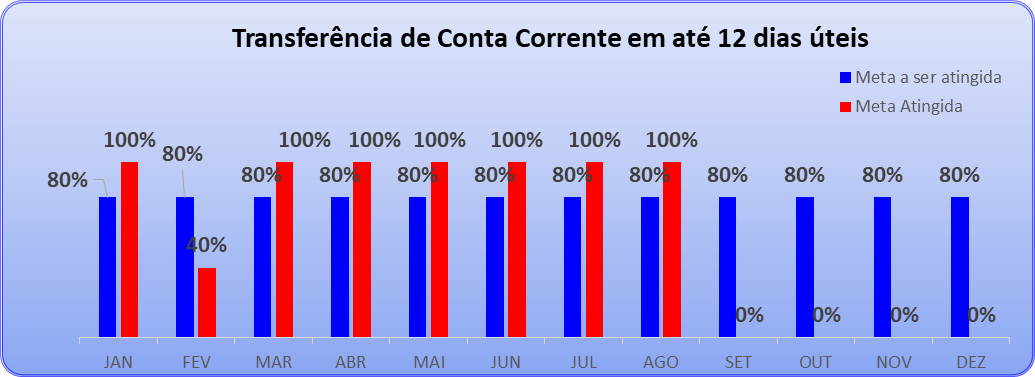 Transferência de Conta Corrente em até 12 dias úteis
Meta a ser atingida
Meta Atingida
100% 100% 100% 100% 100% 100% 100%
80% 80% 80% 80% 80% 80% 80% 80% 80% 80% 80% 80%
40%
0% 0% 0% 0%
JAN FEV MAR ABR MAI JUN JUL AGO SET OUT NOV DEZ